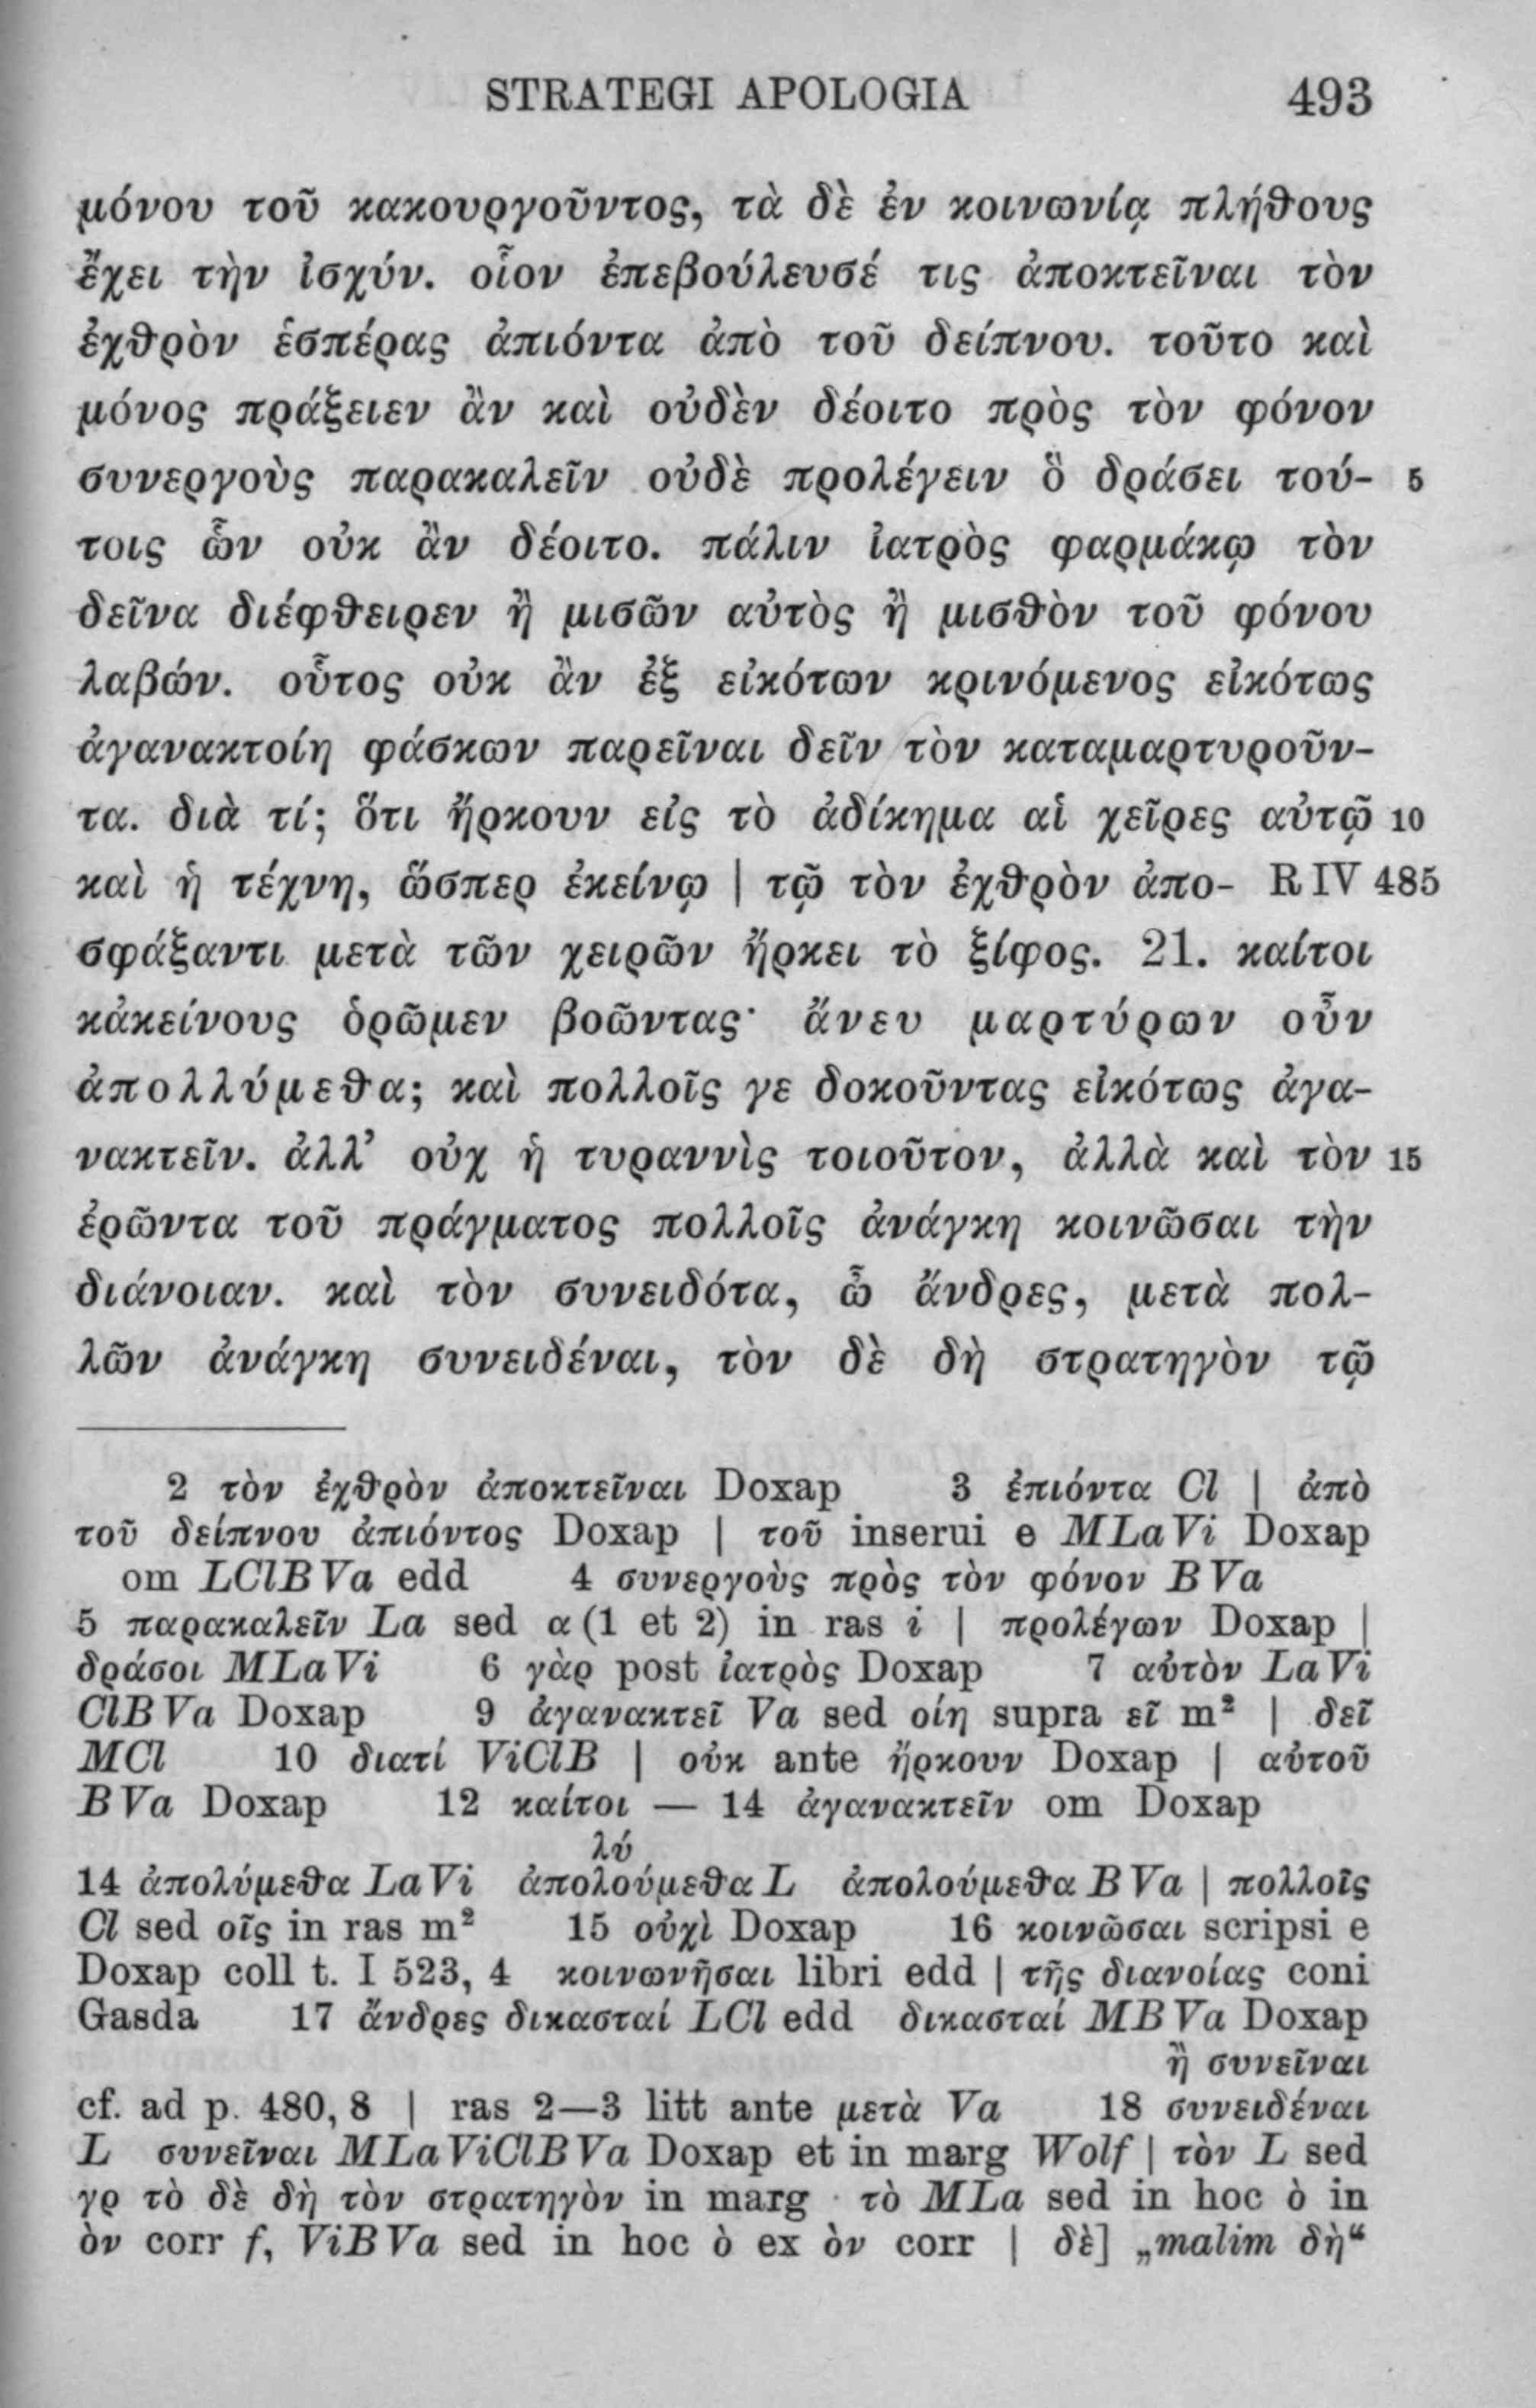 STRATEGI APOLOGIA 493
μόνου τοῦ κακουργοῦντος, τὰ δὲ ἐν κοινωνίᾳ πλήθους
ἔχει τὴν ἰσχύν. οἷον ἐπεβούλευσέ τις ἀποκτεῖναι τὸν
ἐχθρὸν ἑσπέρας ἀπιόντα ἀπὸ τοῦ δείπνου. τοῦτο καὶ
μόνος πράξειεν ἂν καὶ οὐδὲν δέοιτο πρὸς τὸν φόνον
συνεργοὺς παρακαλεῖν οὐδὲ προλέγειν ὃ δράσει τού- 5
τοις ὧν οὐκ ἂν δέοιτο. πάλιν ἰατρὸς φαρμάκῳ τὸν
δεῖνα διέφθειρεν ἢ μισῶν αὐτὸς ἢ μισθὸν τοῦ φόνου
λαβών. οὗτος οὐκ ἂν ἐξ εἰκότων κρινόμενος εἰκότως
ἀγανακτοίη φάσκων παρεῖναι δεῖν τὸν καταμαρτυροῦν-
τα. διὰ τί; ὅτι ἤρκουν εἰς τὸ ἀδίκημα αἱ χεῖρες αὐτῷ 10
καὶ ἡ τέχνη, ὥσπερ ἐκείνῳ | τῷ τὸν ἐχθρὸν ἀπο- R IV 485
σφάξαντι μετὰ τῶν χειρῶν ἤρκει τὸ ξίφος. 21. καίτοι
κἀκείνους ὁρῶμεν βοῶντας· ἄνευ μαρτύρων οὖν
ἀπολλύμεθα; καὶ πολλοῖς γε δοκοῦντας εἰκότως ἀγα-
νακτεῖν. ἀλλ’ οὐχ ἡ τυραννὶς τοιοῦτον, ἀλλὰ καὶ τὸν 15
ἐρῶντα τοῦ πράγματος πολλοῖς ἀνάγκη κοινῶσαι τὴν
διάνοιαν. καὶ τὸν συνειδότα, ὦ ἄνδρες, μετὰ πολ-
λῶν ἀνάγκη συνειδέναι, τὸν δὲ δὴ στρατηγὸν τῷ
2 τὸν ἐχθρὸν ἀποκτεῖναι Doxap 3 ἐπιόντα Cl | ἀπὸ
τοῦ δείπνου ἀπιόντος Doxap | τοῦ inserui e MLaVi Doxap
om LClBVa edd 4 συνεργοὺς πρὸς τὸν φόνον BVa
5 παρακαλεῖν La sed α (1 et 2) in ras i | προλέγων Doxap |
δράσοι MLaVi 6 γὰρ post ἰατρὸς Doxap 7 αὐτὸν LaVi
ClBVa Doxap 9 ἀγανακτεῖ Va sed οίη supra εῖ m² | δεῖ
MCl 10 διατί ViClB | οὐκ ante ἤρκουν Doxap | αὐτοῦ
BVa Doxap 12 καίτοι — 14 ἀγανακτεῖν om Doxap
λύ
14 ἀπολύμεθα LaVi ἀπολούμεθα L ἀπολούμεθα BVa | πολλοῖς
Cl sed οῖς in ras m² 15 οὐχὶ Doxap 16 κοινῶσαι scripsi e
Doxap coll t. I 523, 4 κοινωνῆσαι libri edd | τῆς διανοίας coni
Gasda 17 ἄνδρες δικασταί LCl edd δικασταί MBVa Doxap
ἢ συνεῖναι
cf. ad p. 480, 8 | ras 2—3 litt ante μετὰ Va 18 συνειδέναι
L συνεῖναι MLaViClBVa Doxap et in marg Wolf | τὸν L sed
γρ τὸ δὲ δὴ τὸν στρατηγὸν in marg τὸ MLa sed in hoc ὸ in
ὸν corr f, ViBVa sed in hoc ὸ ex ὸν corr | δὲ] „malim δὴ“